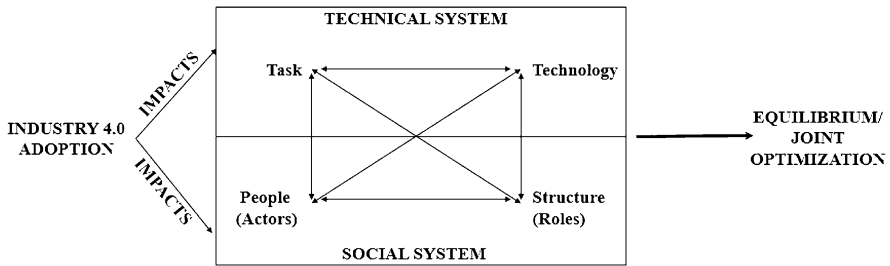 TECHNICAL SYSTEM
IMPACTS
Task
Technology
INDUSTRY 4.0
ADOPTION
EQUILIBRIUM/
JOINT
OPTIMIZATION
IMPACTS
People
(Actors)
Structure
(Roles)
SOCIAL SYSTEM